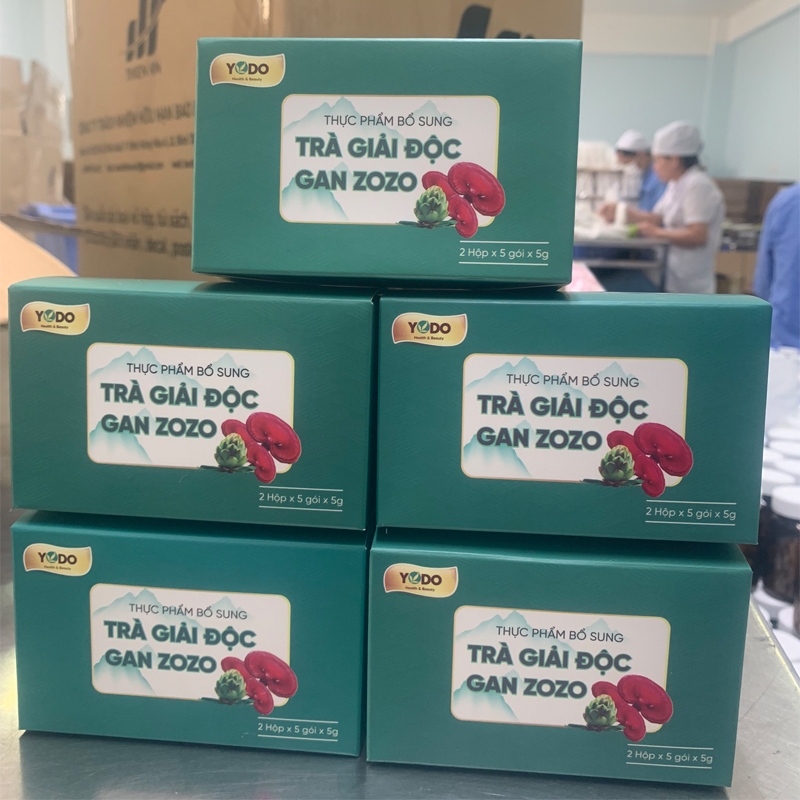 THIÊN ÂN
YODO
Health & Beauty
THỰC PHẨM BỔ SUNG
TRÀ GIẢI ĐỘC
GAN ZOZO
2 Hộp x 5 gói x 5g
YODO
Health & Beauty
THỰC PHẨM BỔ SUNG
TRÀ GIẢI ĐỘC
GAN ZOZO
2 Hộp x 5 gói x 5g
YODO
Health & Beauty
THỰC PHẨM BỔ SUNG
TRÀ GIẢI ĐỘC
GAN ZOZO
2 Hộp x 5 gói x 5g
YODO
Health & Beauty
THỰC PHẨM BỔ SUNG
TRÀ GIẢI ĐỘC
GAN ZOZO
2 Hộp x 5 gói x 5g
YODO
Health & Beauty
THỰC PHẨM BỔ SUNG
TRÀ GIẢI ĐỘC
GAN ZOZO
2 Hộp x 5 gói x 5g